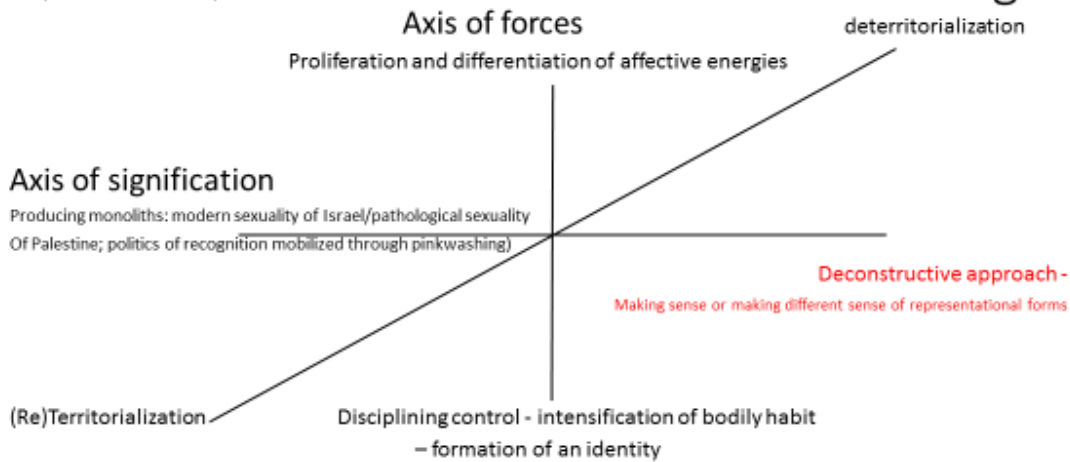 Axis of forces
deterritorialization
Proliferation and differentiation of affective energies
Axis of signification
Producing monoliths: modern sexuality of Israel/pathological sexuality
Of Palestine; politics of recognition mobilized through pinkwashing)
Deconstructive approach -
Making sense or making different sense of representational forms
(Re)Territorialization
Disciplining control - intensification of bodily habit
– formation of an identity